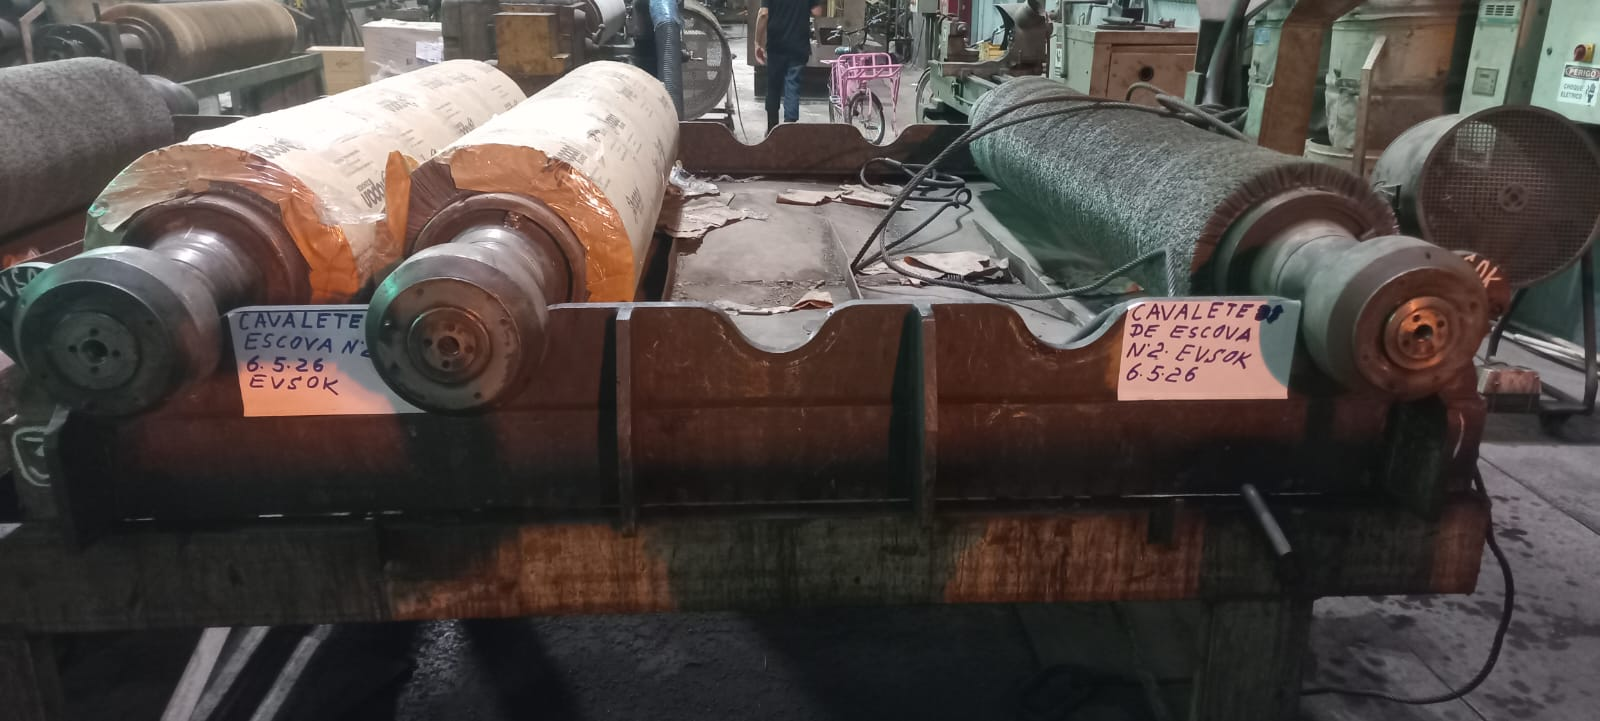 CAVALETE
ESCOVA N.2
6.5.26
EVSOK
CAVALETE
DE ESCOVA
N.2. EVSOK
6.5.26
PERIGO
CHOQUE
ELÉTRICO